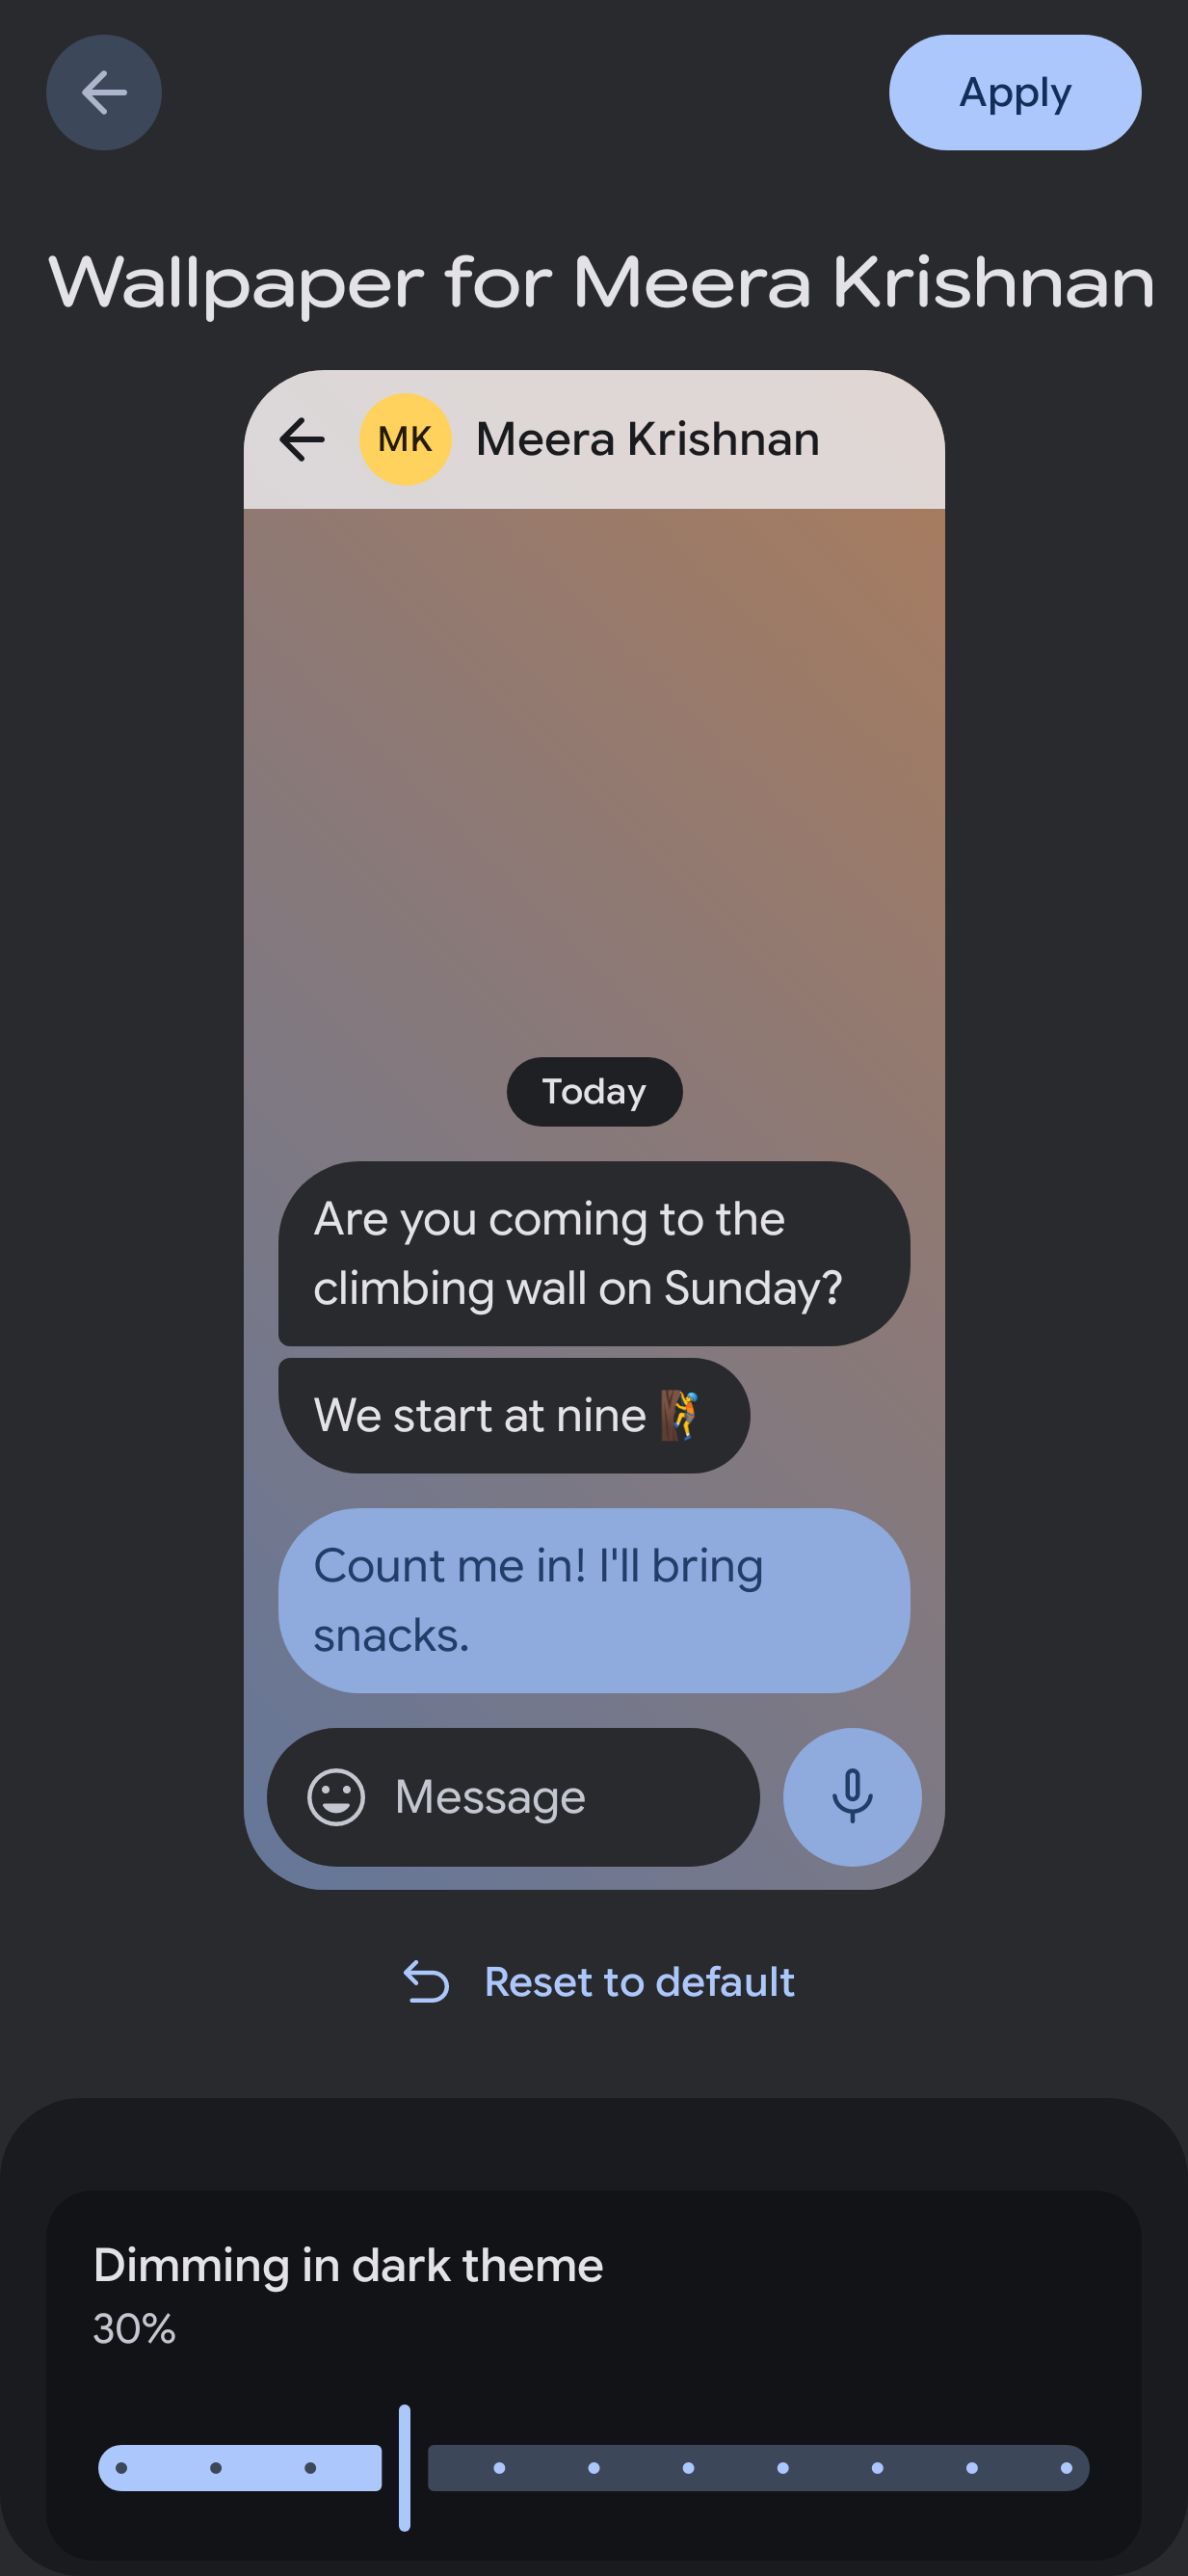 Apply
Wallpaper for Meera Krishnan
MK Meera Krishnan
Today
Are you coming to the
climbing wall on Sunday?
We start at nine 🧗
Count me in! I'll bring
snacks.
Message
Reset to default
Dimming in dark theme
30%